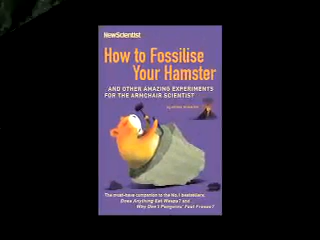 NewScientist
How to Fossilise
Your Hamster
AND OTHER AMAZING EXPERIMENTS
FOR THE ARMCHAIR SCIENTIST
The must-have companion to the No.1 bestsellers
Does Anything Eat Wasps? and
Why Don't Penguins' Feet Freeze?